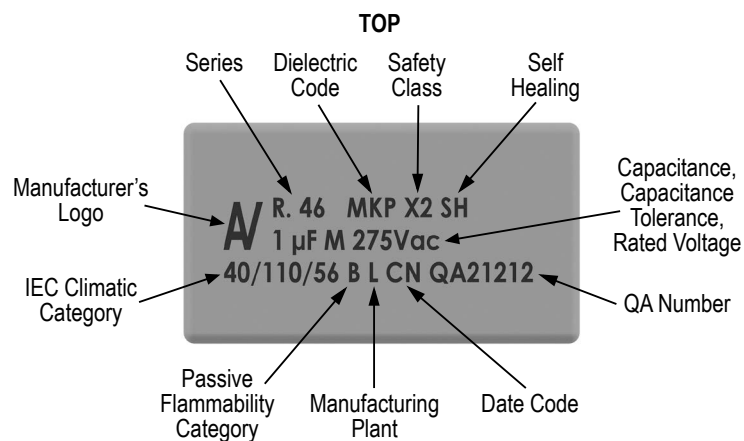 TOP
Series
Dielectric
Code
Safety
Class
Self
Healing
Manufacturer's
Logo
R. 46 MKP X2 SH
1 µF M 275Vac
40/110/56 B L CN QA21212
Capacitance,
Capacitance
Tolerance,
Rated Voltage
IEC Climatic
Category
QA Number
Passive
Flammability
Category
Manufacturing
Plant
Date Code